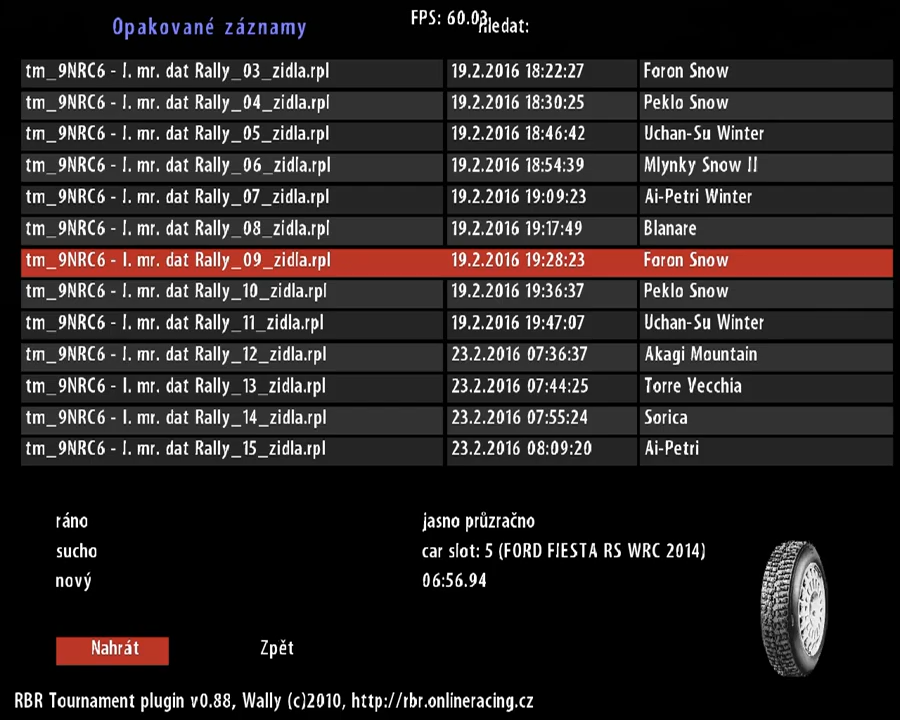 FPS: 60.03
Opakované záznamy
Hledat:
tm_9NRC6 - I. mr. dat Rally_03_zidla.rpl 19.2.2016 18:22:27 Foron Snow
tm_9NRC6 - I. mr. dat Rally_04_zidla.rpl 19.2.2016 18:30:25 Peklo Snow
tm_9NRC6 - I. mr. dat Rally_05_zidla.rpl 19.2.2016 18:46:42 Uchan-Su Winter
tm_9NRC6 - I. mr. dat Rally_06_zidla.rpl 19.2.2016 18:54:39 Mlynky Snow II
tm_9NRC6 - I. mr. dat Rally_07_zidla.rpl 19.2.2016 19:09:23 Ai-Petri Winter
tm_9NRC6 - I. mr. dat Rally_08_zidla.rpl 19.2.2016 19:17:49 Blanare
tm_9NRC6 - I. mr. dat Rally_09_zidla.rpl 19.2.2016 19:28:23 Foron Snow
tm_9NRC6 - I. mr. dat Rally_10_zidla.rpl 19.2.2016 19:36:37 Peklo Snow
tm_9NRC6 - I. mr. dat Rally_11_zidla.rpl 19.2.2016 19:47:07 Uchan-Su Winter
tm_9NRC6 - I. mr. dat Rally_12_zidla.rpl 23.2.2016 07:36:37 Akagi Mountain
tm_9NRC6 - I. mr. dat Rally_13_zidla.rpl 23.2.2016 07:44:25 Torre Vecchia
tm_9NRC6 - I. mr. dat Rally_14_zidla.rpl 23.2.2016 07:55:24 Sorica
tm_9NRC6 - I. mr. dat Rally_15_zidla.rpl 23.2.2016 08:09:20 Ai-Petri
ráno jasno průzračno
sucho car slot: 5 (FORD FIESTA RS WRC 2014)
nový 06:56.94
Nahrát Zpět
RBR Tournament plugin v0.88, Wally (c)2010, http://rbr.onlineracing.cz